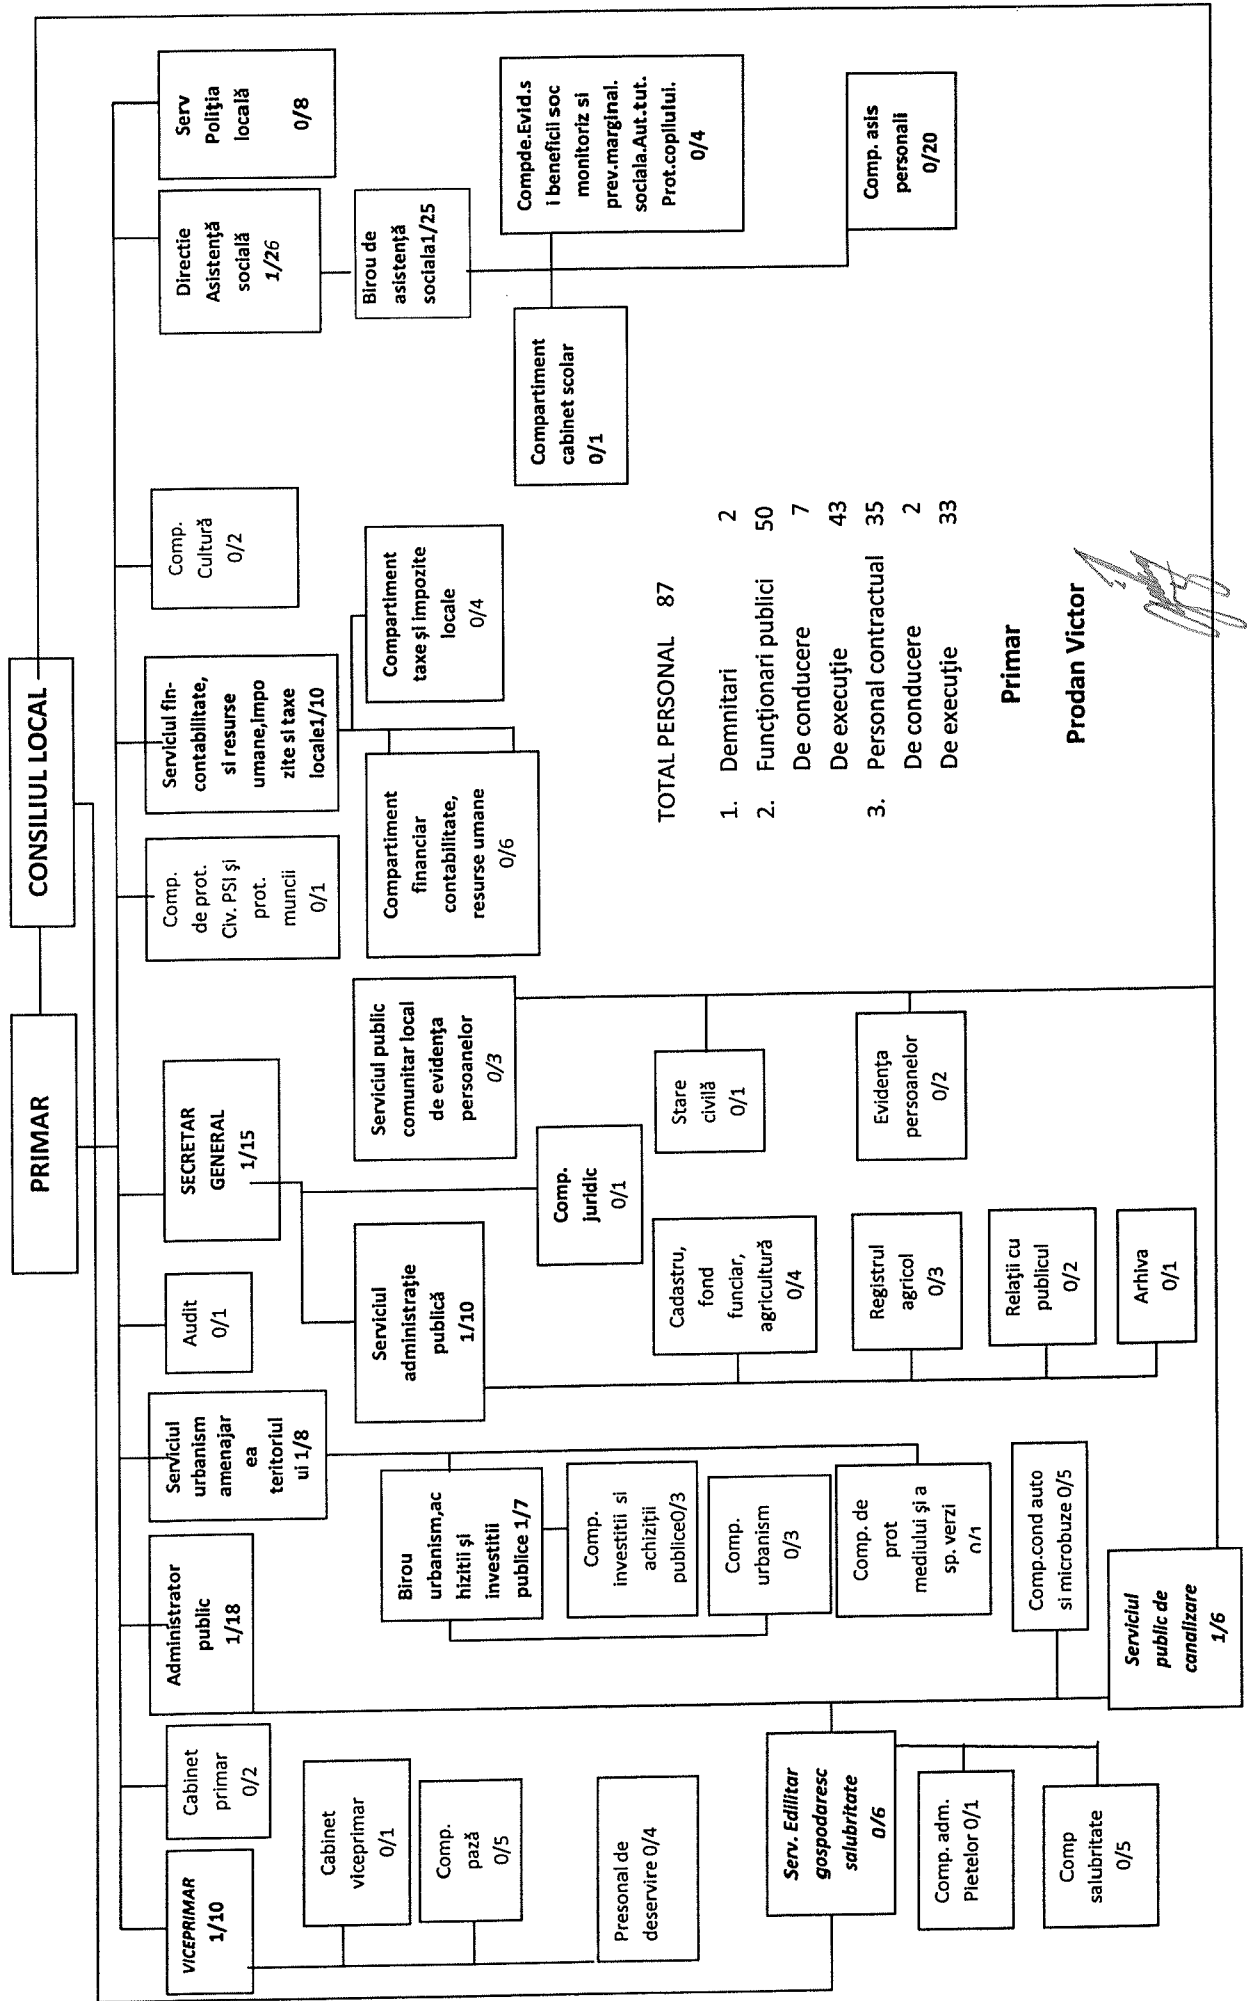 CONSILIUL LOCAL
PRIMAR
VICEPRIMAR
1/10
Cabinet
primar
0/2
Administrator
public
1/18
Serviciul
urbanism
amenajar
ea
teritoriul
ui 1/8
Audit
0/1
SECRETAR
GENERAL
1/15
Comp.
de prot.
Civ. PSI şi
prot.
muncii
0/1
Serviciul fin-
contabilitate,
si resurse
umane,impo
zite si taxe
locale1/10
Comp.
Cultură
0/2
Directie
Asistenţă
socială
1/26
Serv
Poliţia
locală
0/8
Cabinet
viceprimar
0/1
Comp.
pază
0/5
Presonal de
deservire 0/4
Birou
urbanism,ac
hizitii şi
investitii
publice 1/7
Comp.
investitii si
achiziţii
publice0/3
Comp.
urbanism
0/3
Comp. de
prot
mediului şi a
sp. verzi
0/1
Serviciul
administraţie
publică
1/10
Comp.
juridic
0/1
Cadastru,
fond
funciar,
agricultură
0/4
Registrul
agricol
0/3
Relaţii cu
publicul
0/2
Arhiva
0/1
Serviciul public
comunitar local
de evidenţa
persoanelor
0/3
Stare
civilă
0/1
Evidenţa
persoanelor
0/2
Compartiment
financiar
contabilitate,
resurse umane
0/6
Compartiment
taxe şi impozite
locale
0/4
Birou de
asistenţă
sociala1/25
Compartiment
cabinet scolar
0/1
Compde.Evid.s
i beneficii soc
monitoriz si
prev.marginal.
sociala.Aut.tut.
Prot.copilului.
0/4
Comp. asis
personali
0/20
Serv. Edilitar
gospodaresc
salubritate
0/6
Comp. adm.
Pietelor 0/1
Comp
salubritate
0/5
Comp.cond auto
si microbuze 0/5
Serviciul
public de
canalizare
1/6
TOTAL PERSONAL 87
1. Demnitari 2
2. Funcţionari publici 50
De conducere 7
De execuţie 43
3. Personal contractual 35
De conducere 2
De execuţie 33
Primar
Prodan Victor